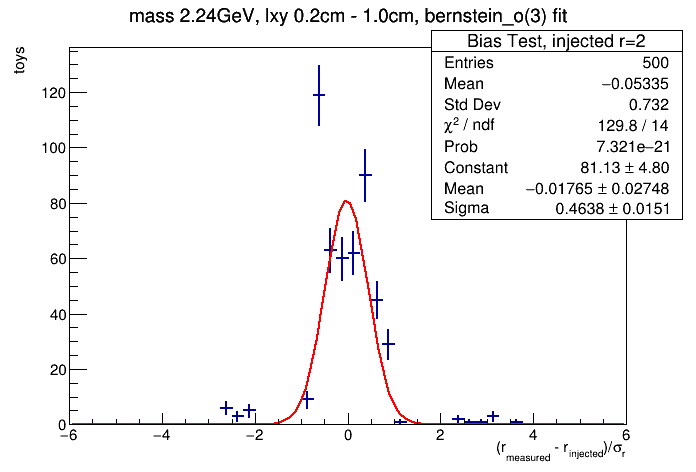 mass 2.24GeV, lxy 0.2cm - 1.0cm, bernstein_o(3) fit
toys
Bias Test, injected r=2
Entries 500
Mean −0.05335
Std Dev 0.732
χ² / ndf 129.8 / 14
Prob 7.321e−21
Constant 81.13 ± 4.80
Mean −0.01765 ± 0.02748
Sigma 0.4638 ± 0.0151
120
100
80
60
40
20
0
−6 −4 −2 0 2 4 6
(r_measured - r_injected)/σ_r